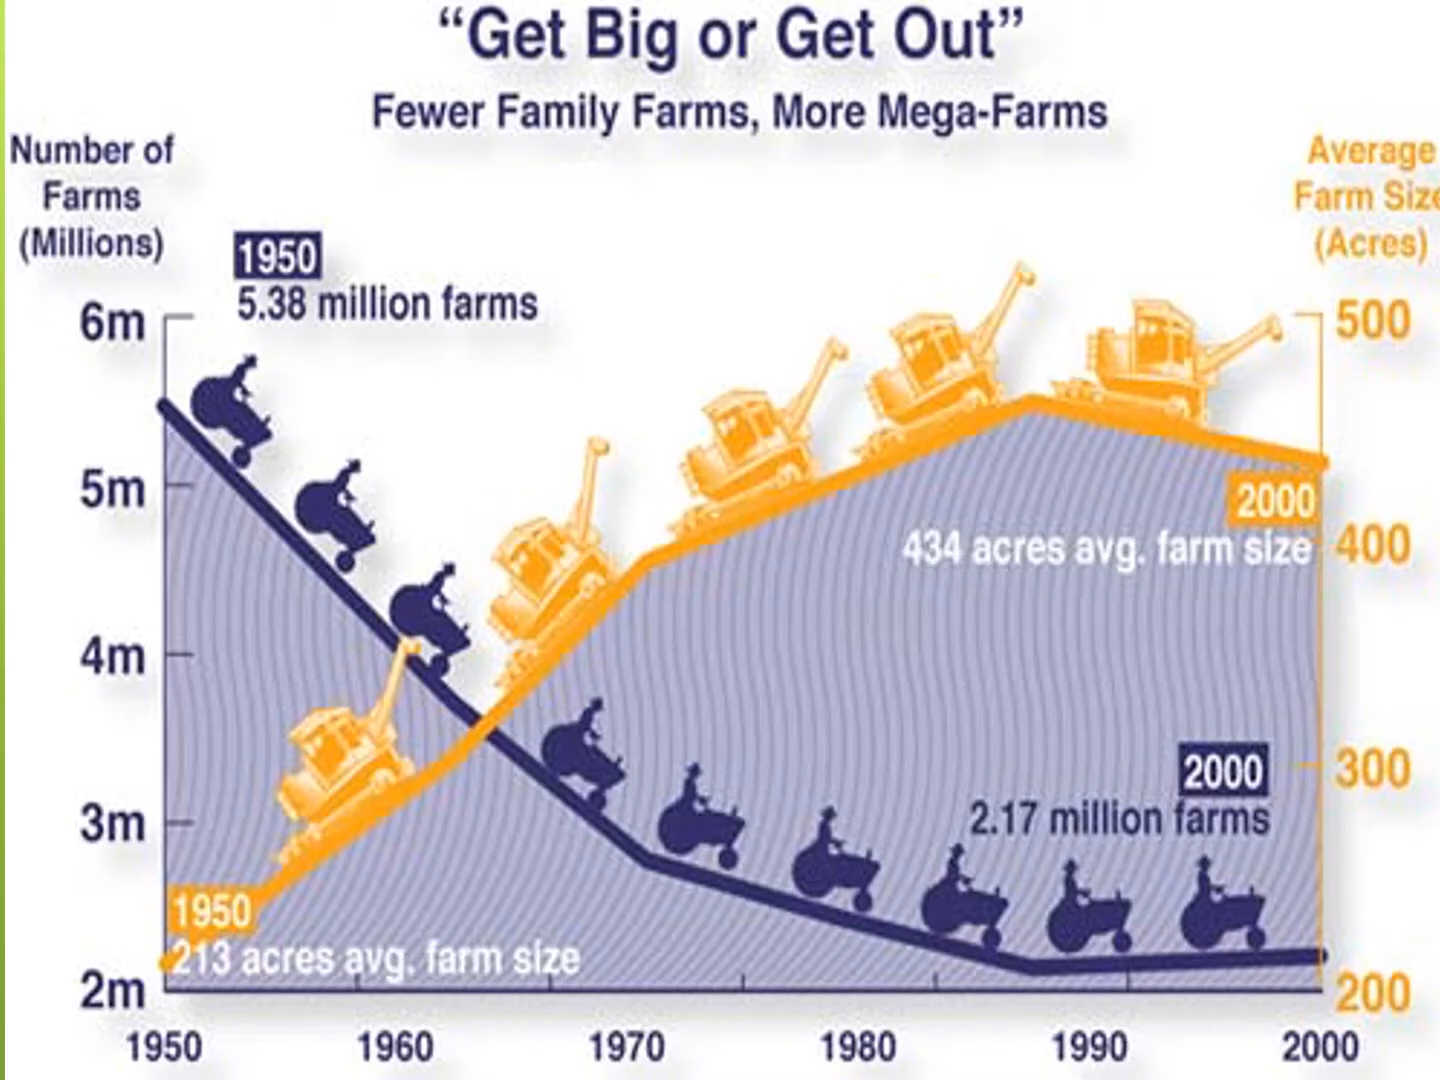 “Get Big or Get Out”
Fewer Family Farms, More Mega-Farms
Number of
Farms
(Millions)
Average
Farm Size
(Acres)
1950
5.38 million farms
6m
5m
4m
3m
2m
500
400
300
200
2000
434 acres avg. farm size
2000
2.17 million farms
1950
213 acres avg. farm size
1950 1960 1970 1980 1990 2000